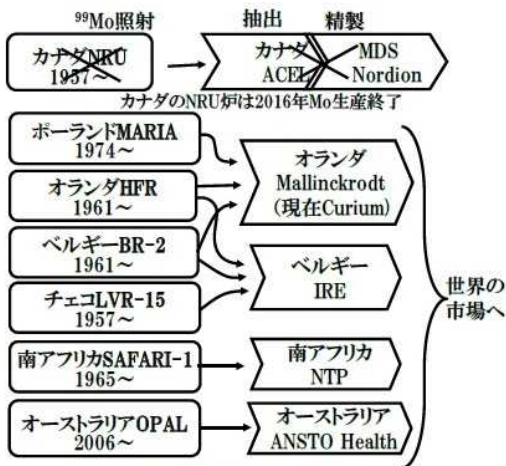 ⁹⁹Mo照射
抽出
精製
カナダNRU
1957～
カナダ
ACEL
MDS
Nordion
カナダのNRU炉は2016年Mo生産終了
ポーランドMARIA
1974～
オランダHFR
1961～
ベルギーBR-2
1961～
チェコLVR-15
1957～
南アフリカSAFARI-1
1965～
オーストラリアOPAL
2006～
オランダ
Mallinckrodt
(現在Curium)
ベルギー
IRE
南アフリカ
NTP
オーストラリア
ANSTO Health
世界の
市場へ